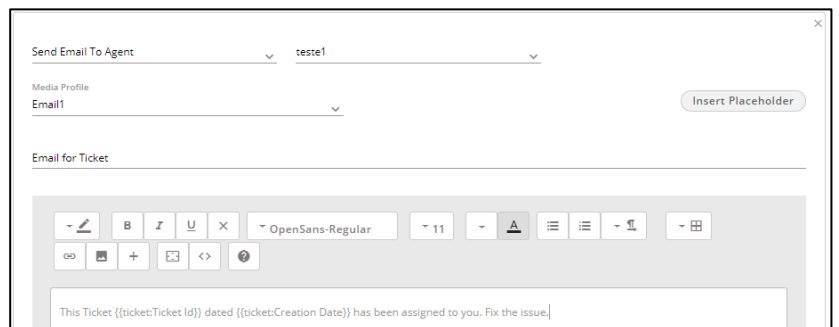 Send Email To Agent teste1
Media Profile
Email1
Insert Placeholder
Email for Ticket
B I U OpenSans-Regular 11 A
This Ticket {{ticket:Ticket Id}} dated {{ticket:Creation Date}} has been assigned to you. Fix the issue.